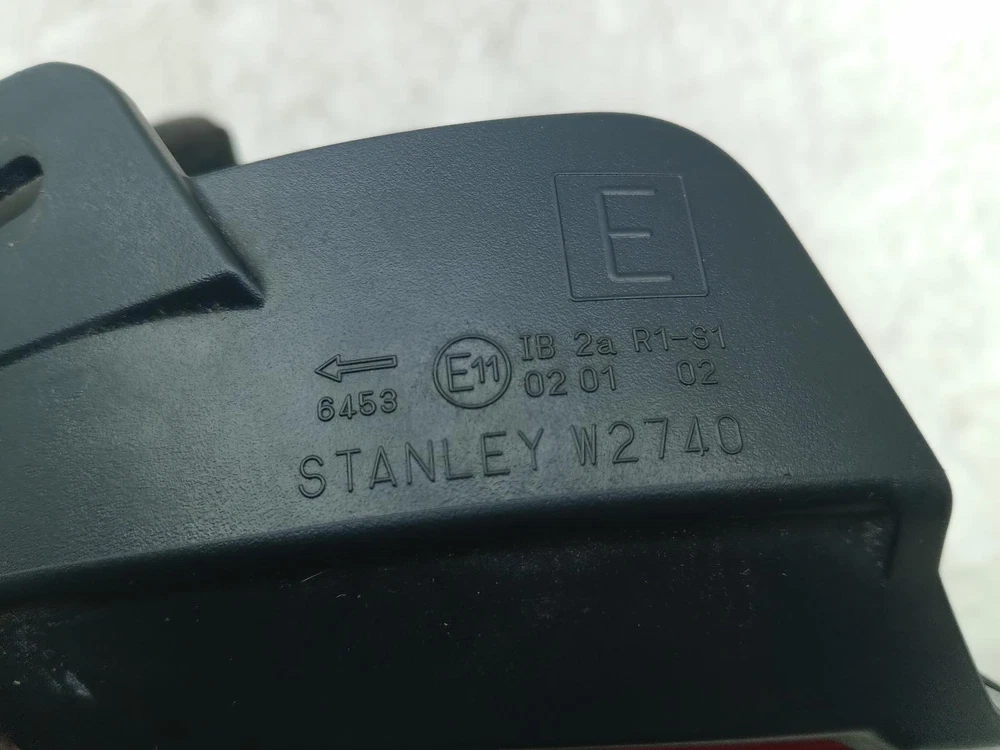 E
E11 IB 2a R1-S1
6453 02 01 02
STANLEY W2740